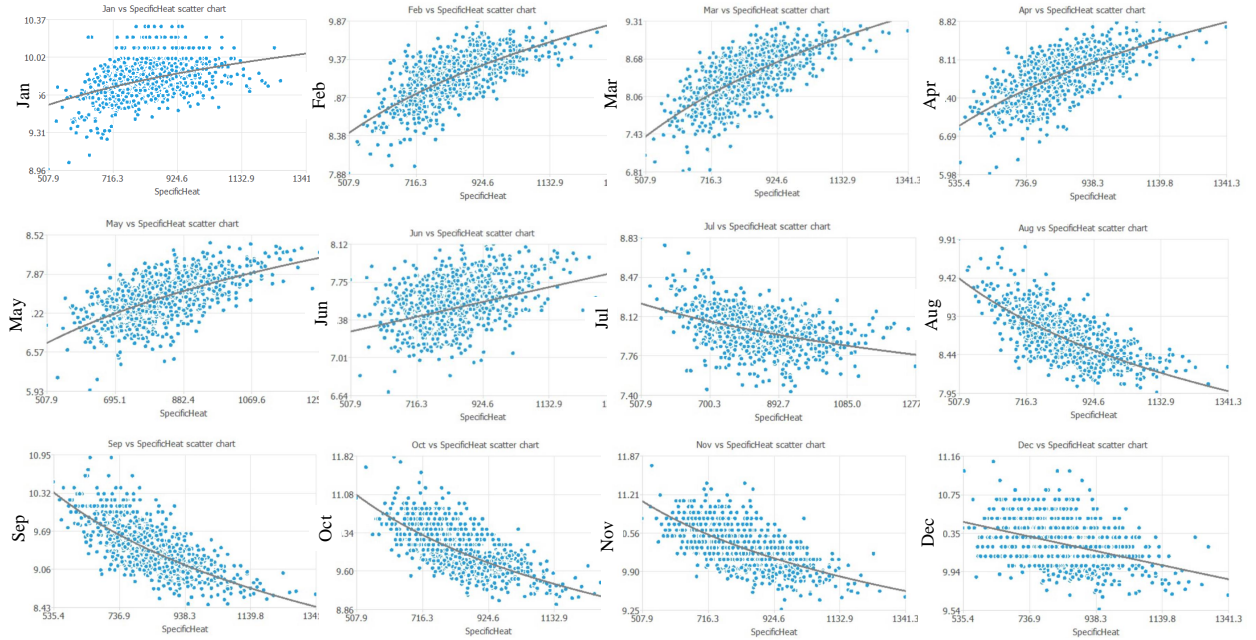 Jan vs SpecificHeat scatter chart
10.37
10.02
.56
9.31
8.96
Jan
507.9 716.3 924.6 1132.9 1341
SpecificHeat
Feb vs SpecificHeat scatter chart
9.87
9.37
.87
8.38
7.88
Feb
507.9 716.3 924.6 1132.9 1
SpecificHeat
Mar vs SpecificHeat scatter chart
9.31
8.68
8.06
7.43
6.81
Mar
507.9 716.3 924.6 1132.9 1341.3
SpecificHeat
Apr vs SpecificHeat scatter chart
8.82
8.11
.40
6.69
5.98
Apr
535.4 736.9 938.3 1139.8 1341.3
SpecificHeat
May vs SpecificHeat scatter chart
8.52
7.87
.22
6.57
5.93
May
507.9 695.1 882.4 1069.6 125
SpecificHeat
Jun vs SpecificHeat scatter chart
8.12
7.75
.38
7.01
6.64
Jun
507.9 716.3 924.6 1132.9 1
SpecificHeat
Jul vs SpecificHeat scatter chart
8.83
8.47
8.12
7.76
7.40
Jul
507.9 700.3 892.7 1085.0 1277
SpecificHeat
Aug vs SpecificHeat scatter chart
9.91
9.42
93
8.44
7.95
Aug
507.9 716.3 924.6 1132.9 1341.3
SpecificHeat
Sep vs SpecificHeat scatter chart
10.95
10.32
9.69
9.06
8.43
Sep
535.4 736.9 938.3 1139.8 1341
SpecificHeat
Oct vs SpecificHeat scatter chart
11.82
11.08
.34
9.60
8.86
Oct
507.9 716.3 924.6 1132.9
SpecificHeat
Nov vs SpecificHeat scatter chart
11.87
11.21
10.56
9.90
9.25
Nov
507.9 716.3 924.6 1132.9 1341.3
SpecificHeat
Dec vs SpecificHeat scatter chart
11.16
10.75
10.35
9.94
9.54
Dec
535.4 736.9 938.3 1139.8 1341.3
SpecificHeat